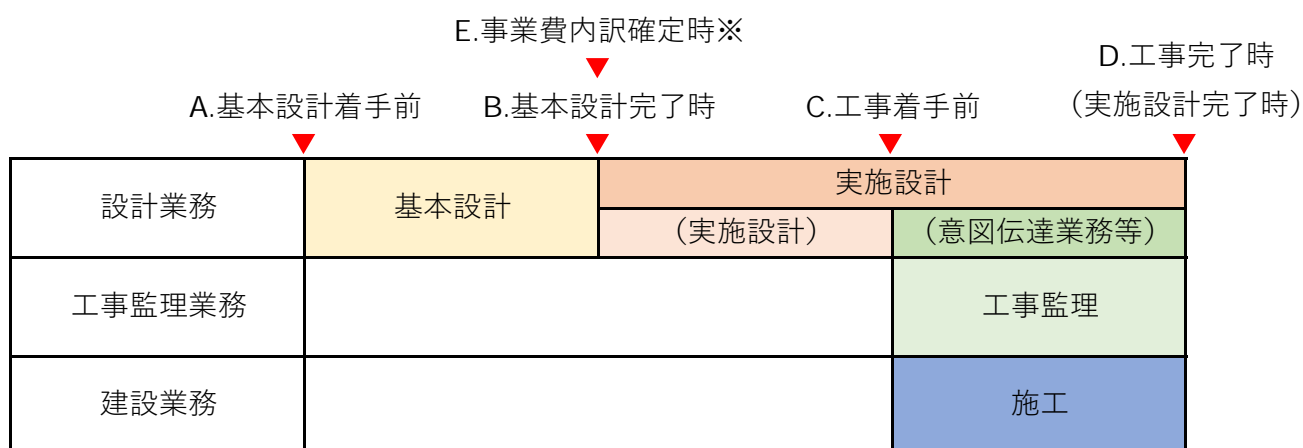 E.事業費内訳確定時※
D.工事完了時
A.基本設計着手前
B.基本設計完了時
C.工事着手前
(実施設計完了時)
設計業務
基本設計
実施設計
(実施設計)
(意図伝達業務等)
工事監理業務
工事監理
建設業務
施工